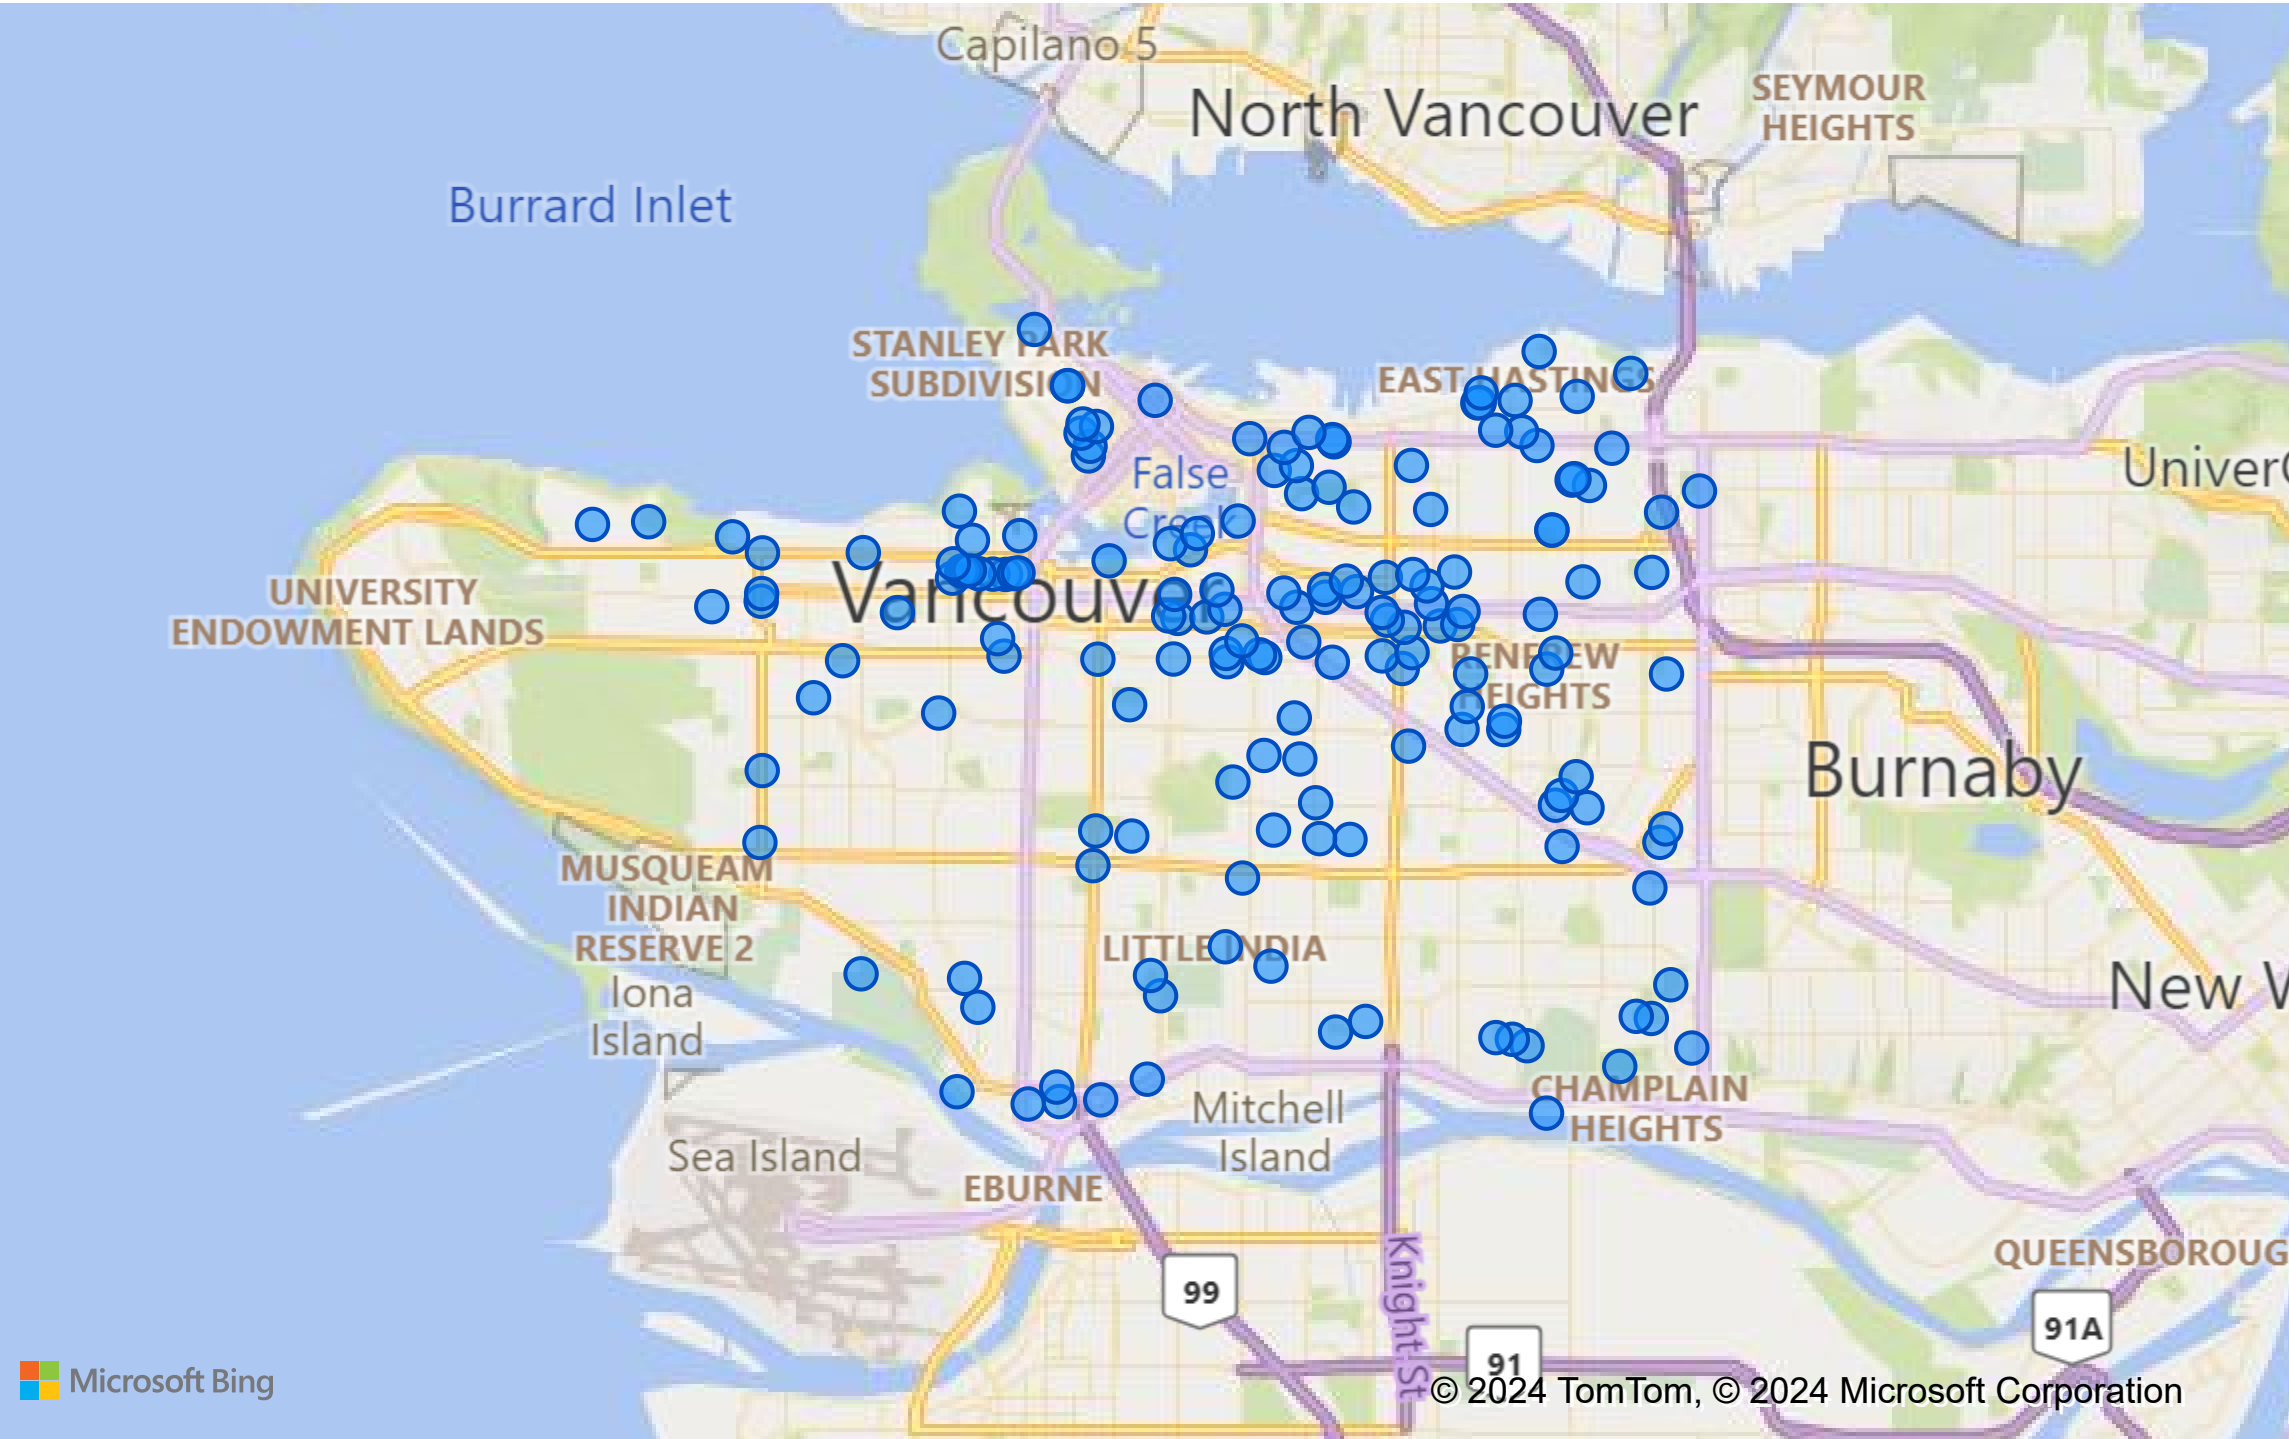 Capilano 5
North Vancouver
SEYMOUR
HEIGHTS
Burrard Inlet
STANLEY PARK
SUBDIVISION
EAST HASTINGS
False
Creek
Univer
UNIVERSITY
ENDOWMENT LANDS
Vancouver
RENFREW
HEIGHTS
Burnaby
MUSQUEAM
INDIAN
RESERVE 2
LITTLE INDIA
Iona
Island
New
CHAMPLAIN
HEIGHTS
Mitchell
Island
Sea Island
EBURNE
QUEENSBOROUG
Knight St
99
91
91A
Microsoft Bing
© 2024 TomTom, © 2024 Microsoft Corporation